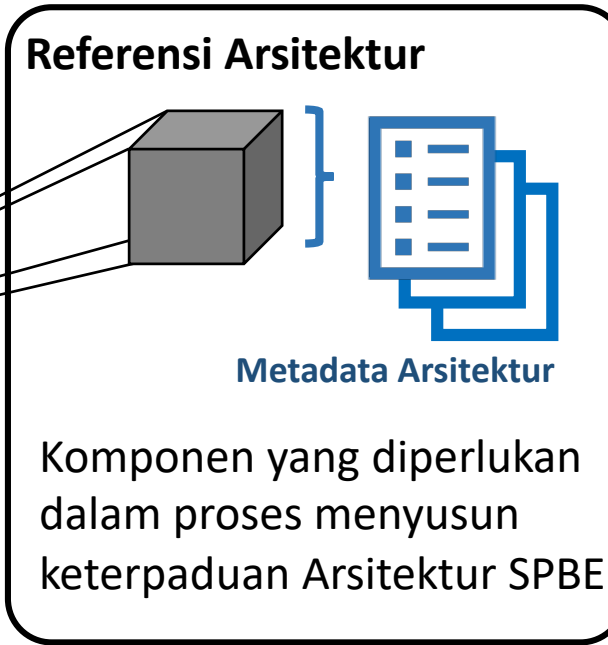 Referensi Arsitektur
Metadata Arsitektur
Komponen yang diperlukan
dalam proses menyusun
keterpaduan Arsitektur SPBE